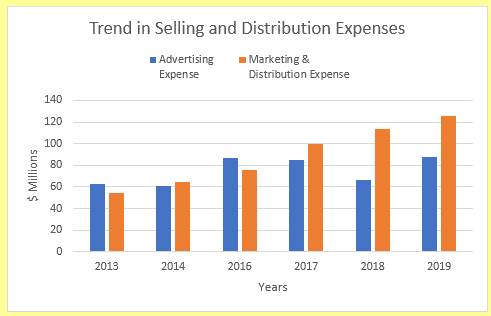 Trend in Selling and Distribution Expenses
Advertising
Expense
Marketing &
Distribution Expense
140
120
100
80
60
40
20
0
$ Millions
2013 2014 2016 2017 2018 2019
Years